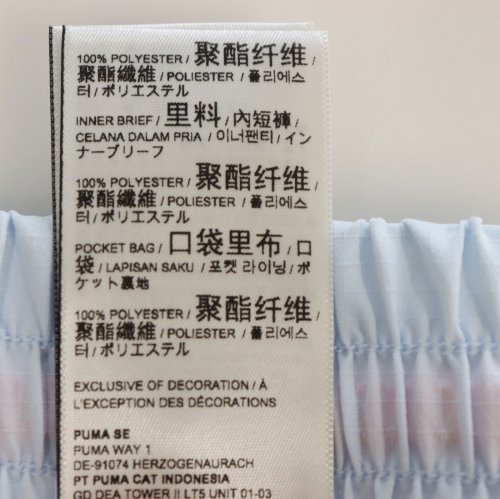 100% POLYESTER / 聚酯纤维 /
聚酯纖維 / POLIESTER / 폴리에스
터 / ポリエステル
INNER BRIEF / 里料 / 內短褲 /
CELANA DALAM PRIA / 이너팬티 / イン
ナーブリーフ
100% POLYESTER / 聚酯纤维 /
聚酯纖維 / POLIESTER / 폴리에스
터 / ポリエステル
POCKET BAG / 口袋里布 / 口
袋 / LAPISAN SAKU / 포켓 라이닝 / ポ
ケット裏地
100% POLYESTER / 聚酯纤维 /
聚酯纖維 / POLIESTER / 폴리에스
터 / ポリエステル
EXCLUSIVE OF DECORATION / À
L'EXCEPTION DES DÉCORATIONS
PUMA SE
PUMA WAY 1
DE-91074 HERZOGENAURACH
PT PUMA CAT INDONESIA
GD DEA TOWER II LT5 UNIT 01-03